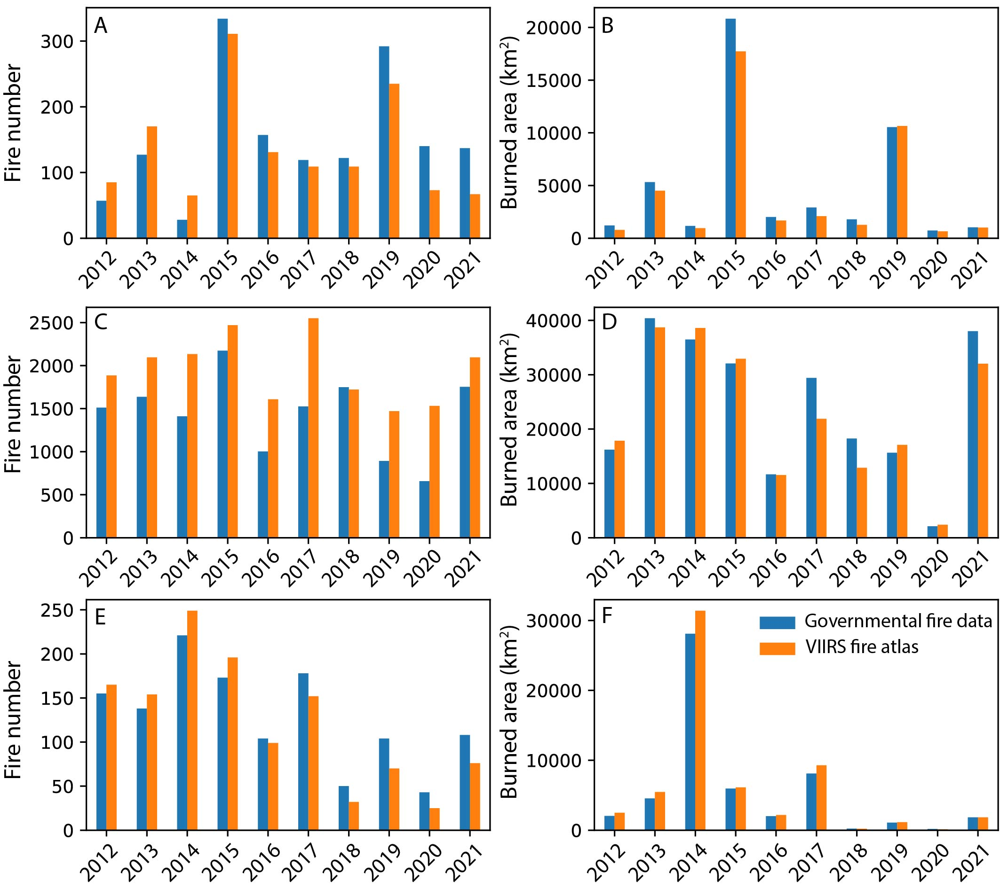 A
Fire number
300
200
100
0
2012 2013 2014 2015 2016 2017 2018 2019 2020 2021
B
Burned area (km²)
20000
15000
10000
5000
0
2012 2013 2014 2015 2016 2017 2018 2019 2020 2021
C
Fire number
2500
2000
1500
1000
500
0
2012 2013 2014 2015 2016 2017 2018 2019 2020 2021
D
Burned area (km²)
40000
30000
20000
10000
0
2012 2013 2014 2015 2016 2017 2018 2019 2020 2021
E
Fire number
250
200
150
100
50
0
2012 2013 2014 2015 2016 2017 2018 2019 2020 2021
F
Burned area (km²)
30000
20000
10000
0
Governmental fire data
VIIRS fire atlas
2012 2013 2014 2015 2016 2017 2018 2019 2020 2021